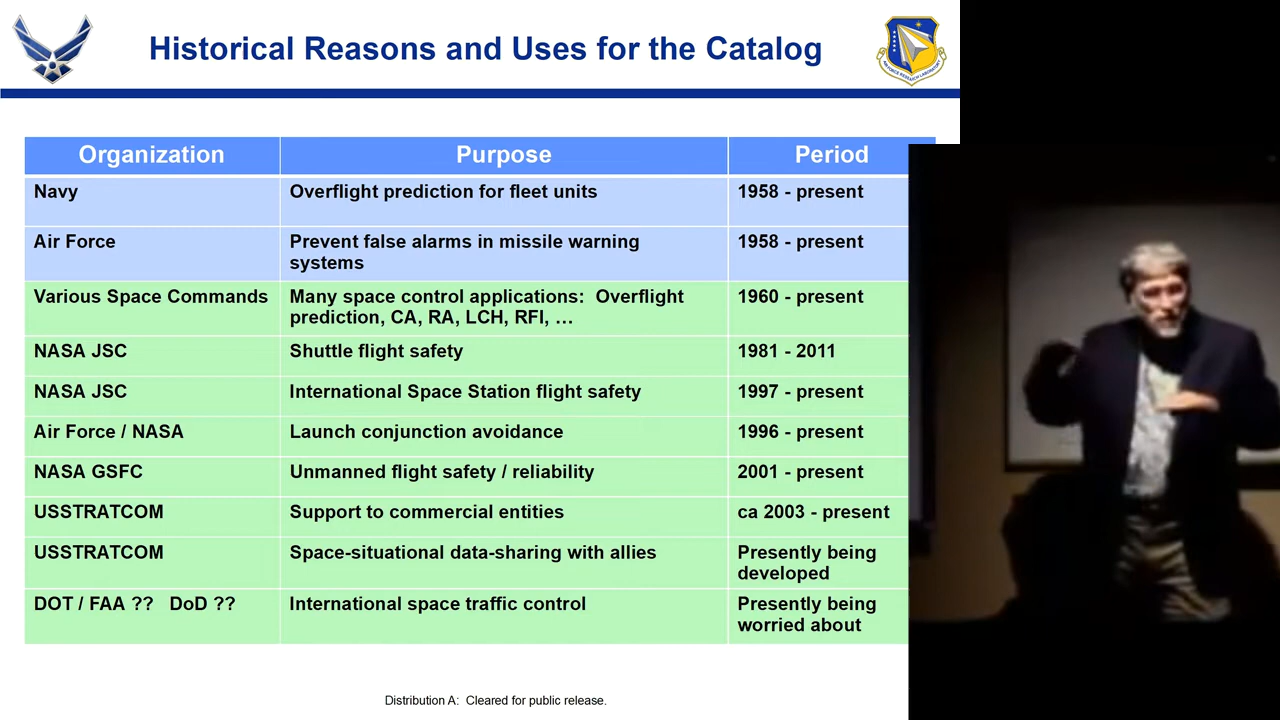 Historical Reasons and Uses for the Catalog
AIR FORCE RESEARCH LABORATORY
Organization Purpose Period
Navy Overflight prediction for fleet units 1958 - present
Air Force Prevent false alarms in missile warning 1958 - present
systems
Various Space Commands Many space control applications: Overflight 1960 - present
prediction, CA, RA, LCH, RFI, …
NASA JSC Shuttle flight safety 1981 - 2011
NASA JSC International Space Station flight safety 1997 - present
Air Force / NASA Launch conjunction avoidance 1996 - present
NASA GSFC Unmanned flight safety / reliability 2001 - present
USSTRATCOM Support to commercial entities ca 2003 - present
USSTRATCOM Space-situational data-sharing with allies Presently being
developed
DOT / FAA ?? DoD ?? International space traffic control Presently being
worried about
Distribution A: Cleared for public release.